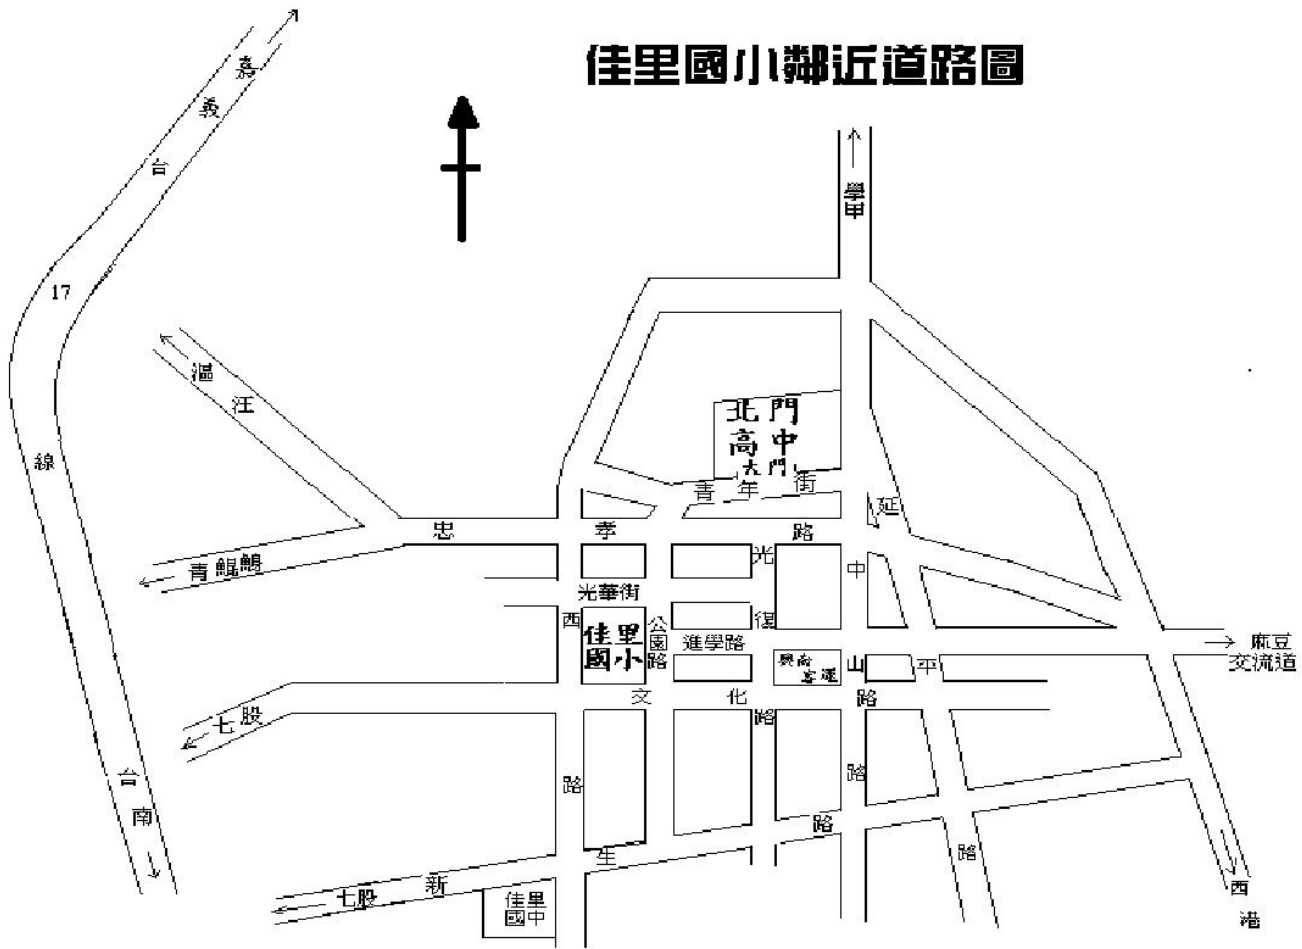 佳里國小鄰近道路圖
嘉義
台17線
台南
學甲
漚汪
北門
高中
大門
青年街
延平路
忠孝路
青鯤鯓
光復路
中山路
光華街
西
路
公園路
佳里
國小
進學路
興南
客運
麻豆
交流道
文化路
七股
新生路
七股
佳里
國中
西港